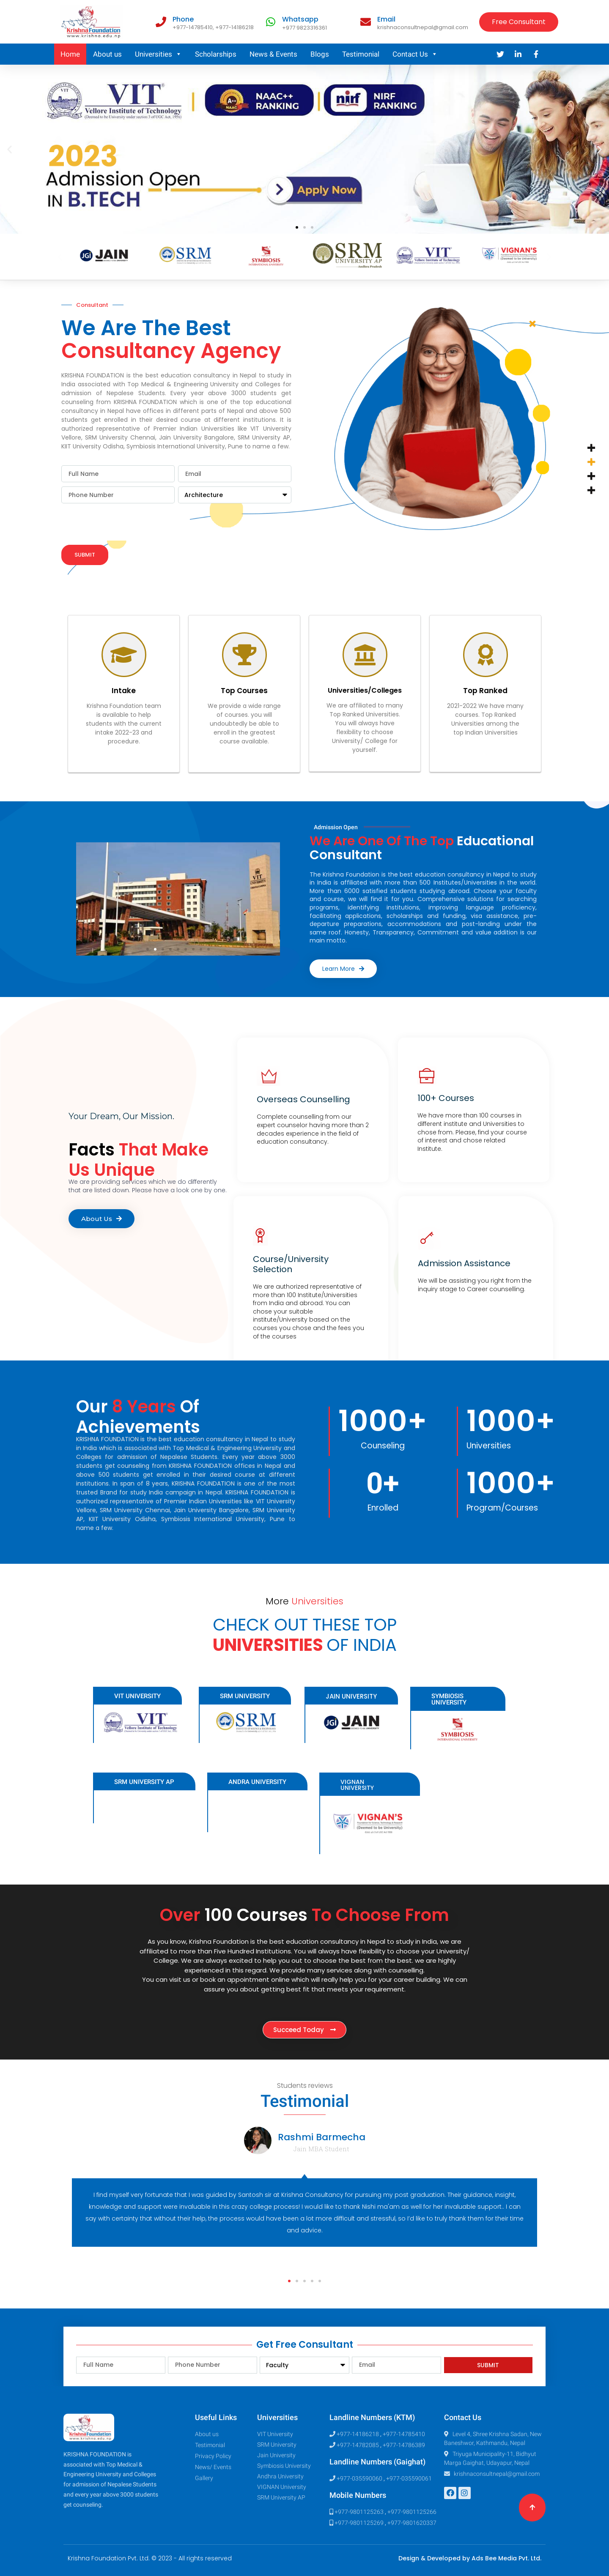 KrishnaFoundation
www.krishna.edu.np
Phone
+977-14785410, +977-14186218
Whatsapp
+977 9823316361
Email
krishnaconsultnepal@gmail.com
Free Consultant
Home
About us
Universities
Scholarships
News & Events
Blogs
Testimonial
Contact Us
VIT
Vellore Institute of Technology
NAAC++
RANKING
nirf
NIRF
RANKING
2023
Admission Open
IN B.TECH
Apply Now
JGI JAIN
SRM
SYMBIOSIS
SRM
UNIVERSITY AP
VIT
Vellore Institute of Technology
VIGNAN'S
Consultant
We Are The Best
Consultancy Agency
KRISHNA FOUNDATION is the best education consultancy in Nepal to study in
India associated with Top Medical & Engineering University and Colleges for
admission of Nepalese Students. Every year above 3000 students get
counseling from KRISHNA FOUNDATION which is one of the top educational
consultancy in Nepal have offices in different parts of Nepal and above 500
students get enrolled in their desired course at different institutions. It is
authorized representative of Premier Indian Universities like VIT University
Vellore, SRM University Chennai, Jain University Bangalore, SRM University AP,
KIIT University Odisha, Symbiosis International University, Pune to name a few.
Full Name
Email
Phone Number
Architecture
SUBMIT
Intake
Krishna Foundation team
is available to help
students with the current
intake 2022-23 and
procedure.
Top Courses
We provide a wide range
of courses. you will
undoubtedly be able to
enroll in the greatest
course available.
Universities/Colleges
We are affiliated to many
Top Ranked Universities.
You will always have
flexibility to choose
University/ College for
yourself.
Top Ranked
2021-2022 We have many
courses. Top Ranked
Universities among the
top Indian Universities
Admission Open
We Are One Of The Top Educational
Consultant
The Krishna Foundation is the best education consultancy in Nepal to study
in India is affiliated with more than 500 institutes/Universities in the world.
More than 6000 satisfied students studying abroad. Choose your faculty
and course, we will find it for you. Comprehensive solutions for searching
programs, identifying institutions, improving language proficiency,
facilitating applications, scholarships and funding, visa assistance, pre-
departure preparations, accommodations and post-landing under the
same roof. Honesty, Transparency, Commitment and value addition is our
main motto.
Learn More
Your Dream, Our Mission.
Facts That Make
Us Unique
We are providing services which we do differently
that are listed down. Please have a look one by one.
About Us
Overseas Counselling
Complete counselling from our
expert counselor having more than 2
decades experience in the field of
education consultancy.
100+ Courses
We have more than 100 courses in
different institute and Universities to
choose from. Please, find your course
of interest and chose related
Institute.
Course/University
Selection
We are authorized representative of
more than 100 Institute/Universities
from India and abroad. You can
chose your suitable
institute/University based on the
courses you chose and the fees you
of the courses
Admission Assistance
We will be assisting you right from the
inquiry stage to Career counselling.
Our 8 Years Of
Achievements
KRISHNA FOUNDATION is the best education consultancy in Nepal to study
in India which is associated with Top Medical & Engineering University and
Colleges for admission of Nepalese Students. Every year above 3000
students get counseling from KRISHNA FOUNDATION offices in Nepal and
above 500 students get enrolled in their desired course at different
institutions. In span of 8 years, KRISHNA FOUNDATION is one of the most
trusted Brand for study India campaign in Nepal. KRISHNA FOUNDATION is
authorized representative of Premier Indian Universities like VIT University
Vellore, SRM University Chennai, Jain University Bangalore, SRM University
AP, KIIT University Odisha, Symbiosis International University, Pune to
name a few.
1000+
Counseling
1000+
Universities
0+
Enrolled
1000+
Program/Courses
More Universities
CHECK OUT THESE TOP
UNIVERSITIES OF INDIA
VIT UNIVERSITY
SRM UNIVERSITY
JAIN UNIVERSITY
SYMBIOSIS
UNIVERSITY
VIT
Vellore Institute of Technology
SRM
JGI JAIN
SYMBIOSIS
SRM UNIVERSITY AP
ANDRA UNIVERSITY
VIGNAN
UNIVERSITY
VIGNAN'S
Over 100 Courses To Choose From
As you know, Krishna Foundation is the best education consultancy in Nepal to study in India, we are
affiliated to more than Five Hundred Institutions. You will always have flexibility to choose your University/
College. We are always excited to help you out to choose the best from the best. we are highly
experienced in this regard. We provide many services along with counselling.
You can visit us or book an appointment online which will really help you for your career building. We can
assure you about getting best fit that meets your requirement.
Succeed Today
Students reviews
Testimonial
Rashmi Barmecha
Jain MBA Student
I find myself very fortunate that I was guided by Santosh sir at Krishna Consultancy for pursuing my post graduation. Their guidance, insight,
knowledge and support were invaluable in this crazy college process! I would like to thank Nishi ma'am as well for her invaluable support.. I can
say with certainty that without their help, the process would have been a lot more difficult and stressful, so I'd like to truly thank them for their time
and advice.
Get Free Consultant
Full Name
Phone Number
Faculty
Email
SUBMIT
KrishnaFoundation
www.krishna.edu.np
KRISHNA FOUNDATION is
associated with Top Medical &
Engineering University and Colleges
for admission of Nepalese Students
and every year above 3000 students
get counseling.
Useful Links
About us
Testimonial
Privacy Policy
News/ Events
Gallery
Universities
VIT University
SRM University
Jain University
Symbiosis University
Andhra University
VIGNAN University
SRM University AP
Landline Numbers (KTM)
+977-14186218 , +977-14785410
+977-14782085 , +977-14786389
Landline Numbers (Gaighat)
+977-035590060 , +977-035590061
Mobile Numbers
+977-9801125263 , +977-9801125266
+977-9801125269 , +977-9801620337
Contact Us
Level 4, Shree Krishna Sadan, New
Baneshwor, Kathmandu, Nepal
Tryuga Municipality-11, Bidhyut
Marga Gaighat, Udayapur, Nepal
krishnaconsultnepal@gmail.com
Krishna Foundation Pvt. Ltd. © 2023 - All rights reserved
Design & Developed by Ads Bee Media Pvt. Ltd.